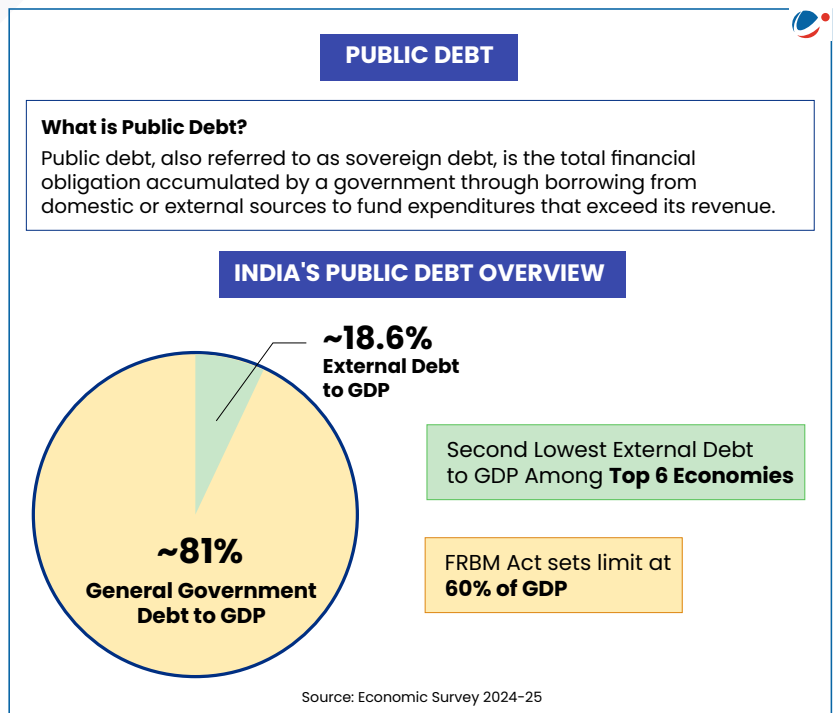 PUBLIC DEBT
What is Public Debt?
Public debt, also referred to as sovereign debt, is the total financial
obligation accumulated by a government through borrowing from
domestic or external sources to fund expenditures that exceed its revenue.
INDIA'S PUBLIC DEBT OVERVIEW
~18.6%
External Debt
to GDP
Second Lowest External Debt
to GDP Among Top 6 Economies
~81%
General Government
Debt to GDP
FRBM Act sets limit at
60% of GDP
Source: Economic Survey 2024-25